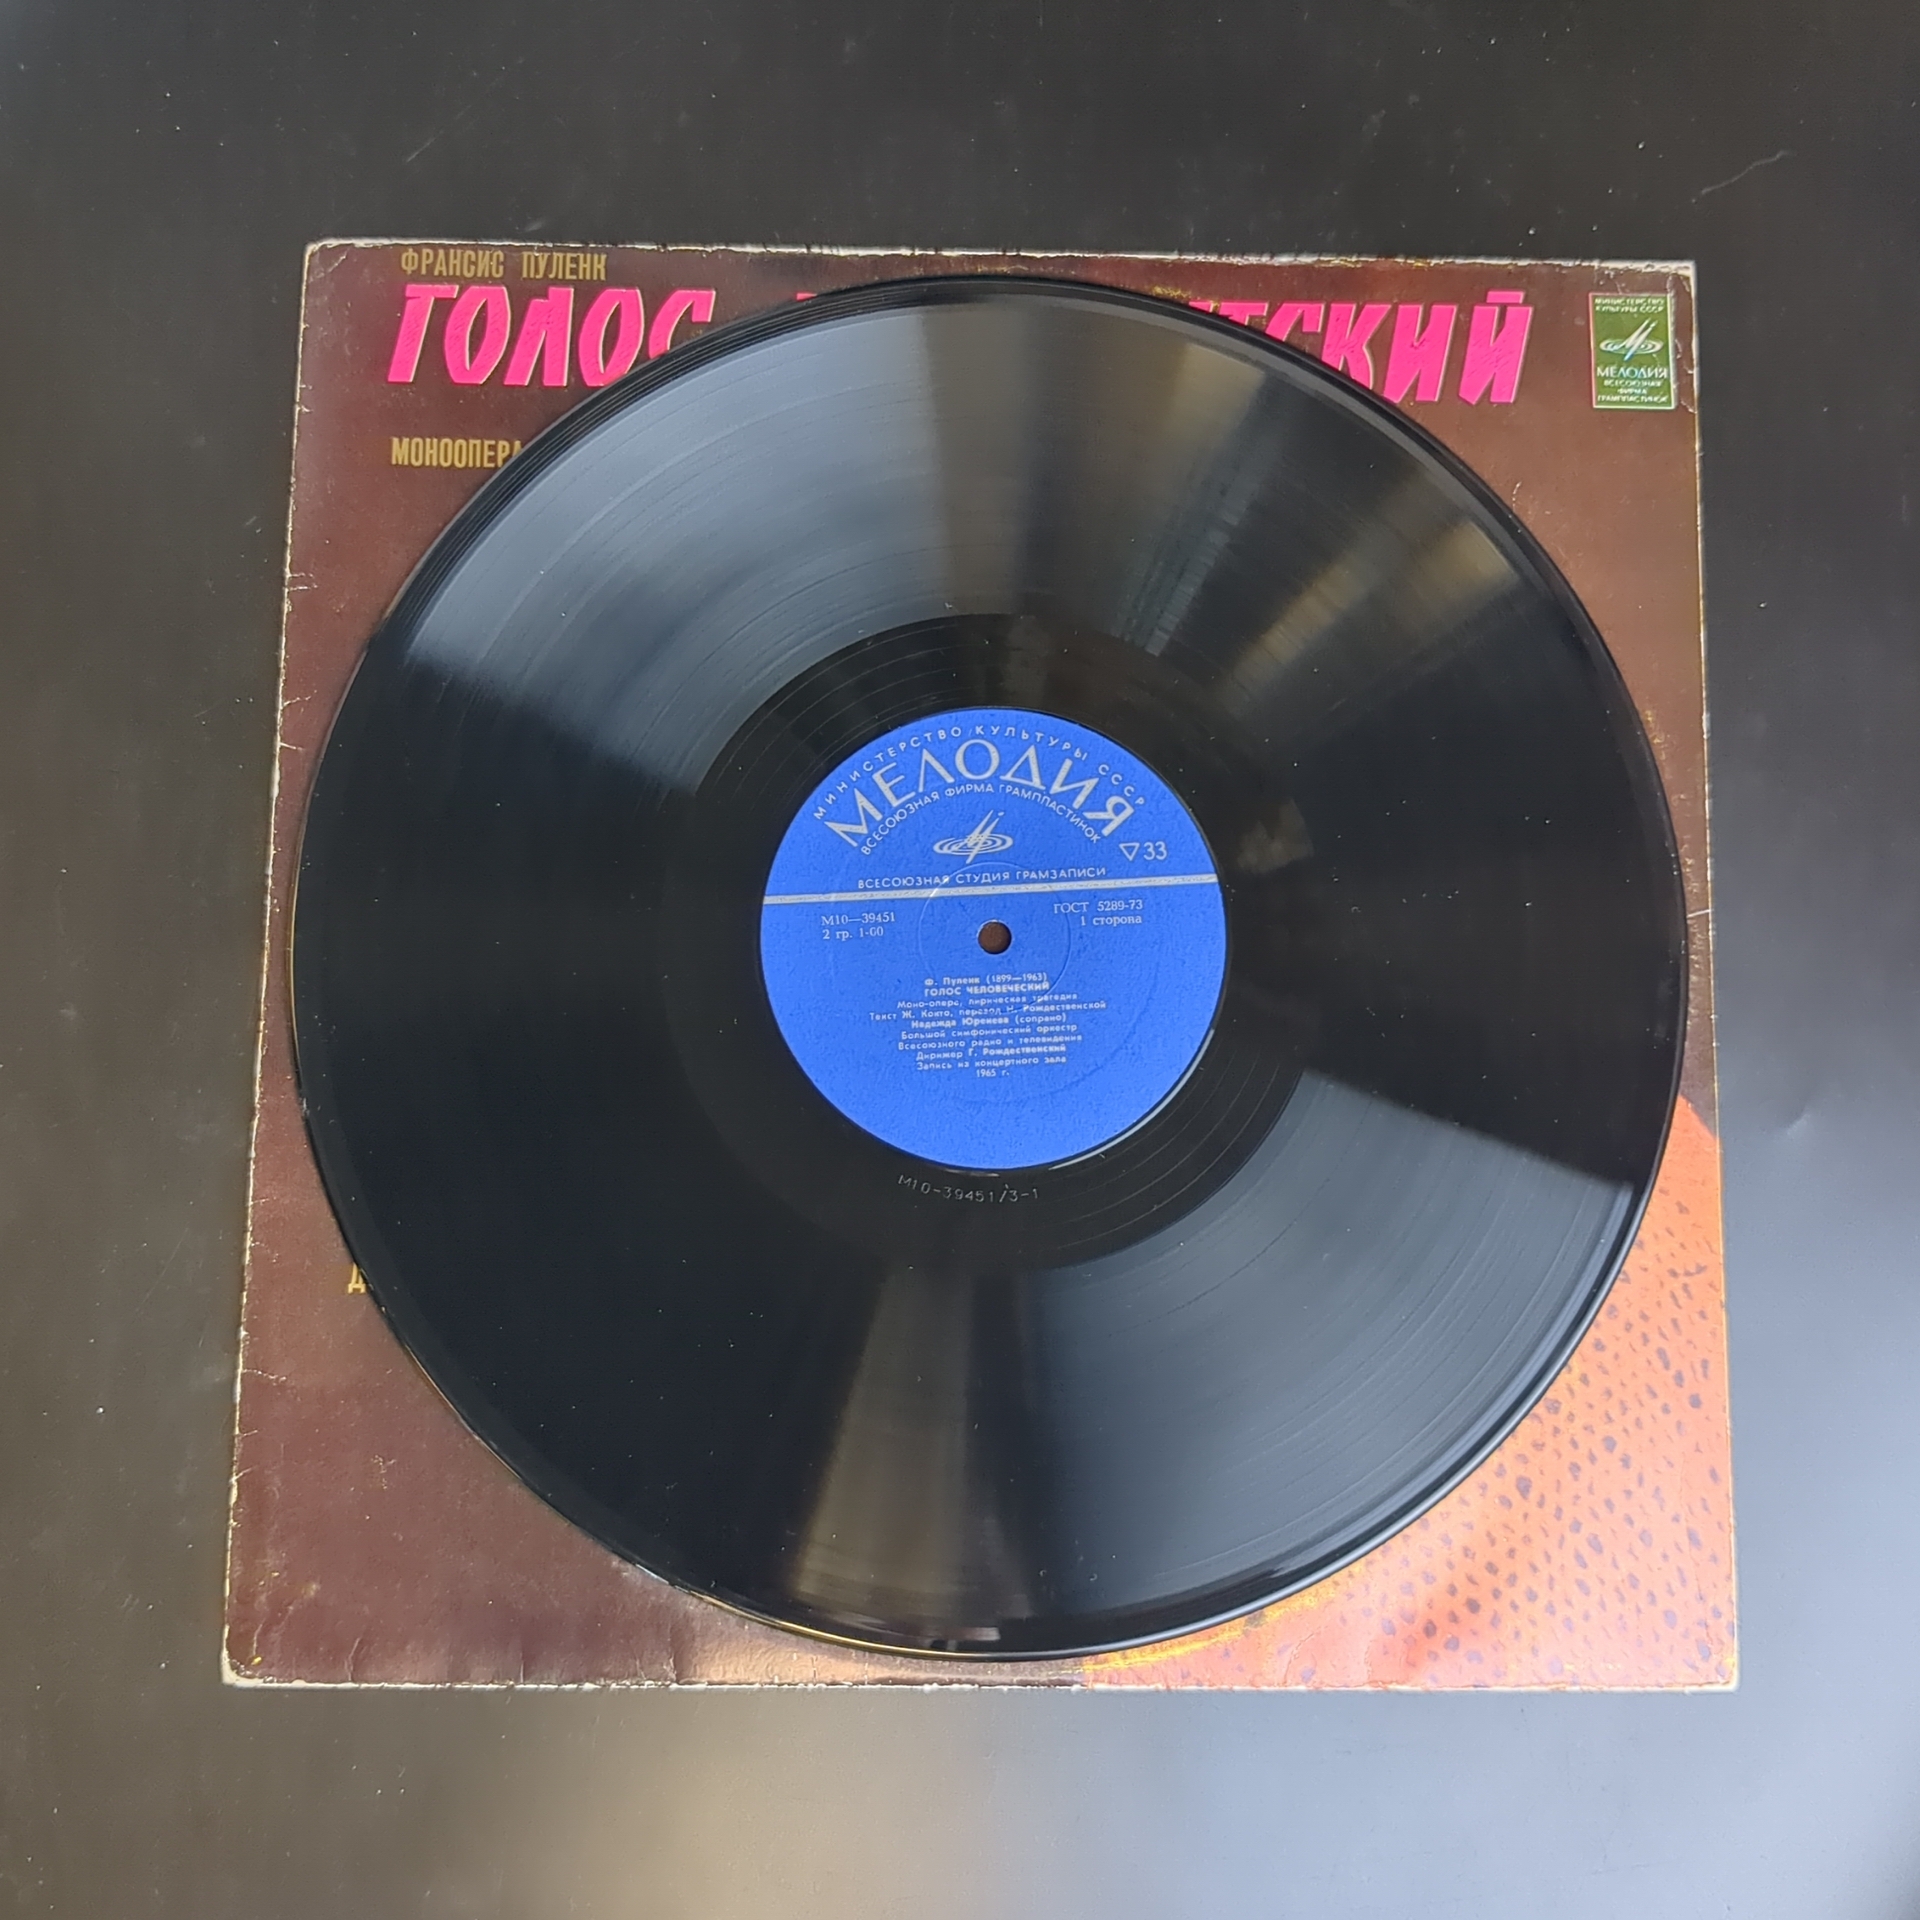 ФРАНСИС ПУЛЕНК
ГОЛОС
МОНООПЕРА
МИНИСТЕРСТВО
КУЛЬТУРЫ СССР
МЕЛОДИЯ
ВСЕСОЮЗНАЯ
ФИРМА
ГРАМПЛАСТИНОК
МИНИСТЕРСТВО КУЛЬТУРЫ СССР
МЕЛОДИЯ
ВСЕСОЮЗНАЯ ФИРМА ГРАМПЛАСТИНОК
33
ВСЕСОЮЗНАЯ СТУДИЯ ГРАМЗАПИСИ
М10—39451 ГОСТ 5289-73
2 гр. 1-00 1 сторона
Ф. Пуленк (1899—1963)
ГОЛОС ЧЕЛОВЕЧЕСКИЙ
Моно-опера, лирическая трагедия
Текст Ж. Кокто, перевод Н. Рождественской
Надежда Юренева (сопрано)
Большой симфонический оркестр
Всесоюзного радио и телевидения
Дирижер Г. Рождественский
Запись из концертного зала
1965 г.
М10-39451/3-1